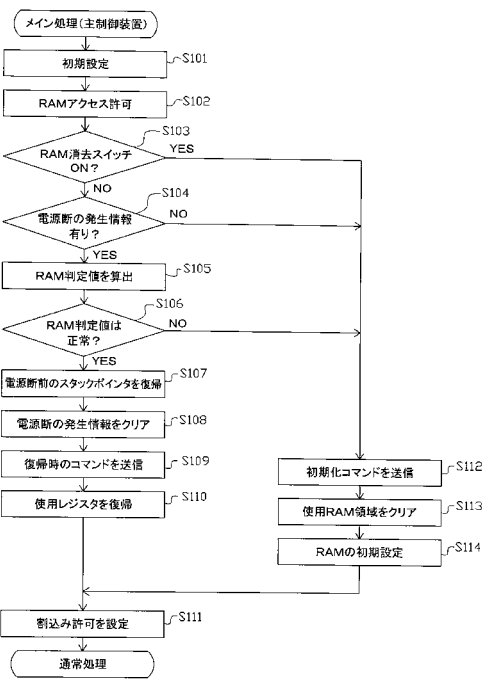 メイン処理(主制御装置)
初期設定
S101
RAMアクセス許可
S102
S103
RAM消去スイッチ
ON?
YES
NO
S104
電源断の発生情報
有り?
NO
YES
RAM判定値を算出
S105
S106
RAM判定値は
正常?
NO
YES
電源断前のスタックポインタを復帰
S107
電源断の発生情報をクリア
S108
復帰時のコマンドを送信
S109
使用レジスタを復帰
S110
初期化コマンドを送信
S112
使用RAM領域をクリア
S113
RAMの初期設定
S114
割込み許可を設定
S111
通常処理